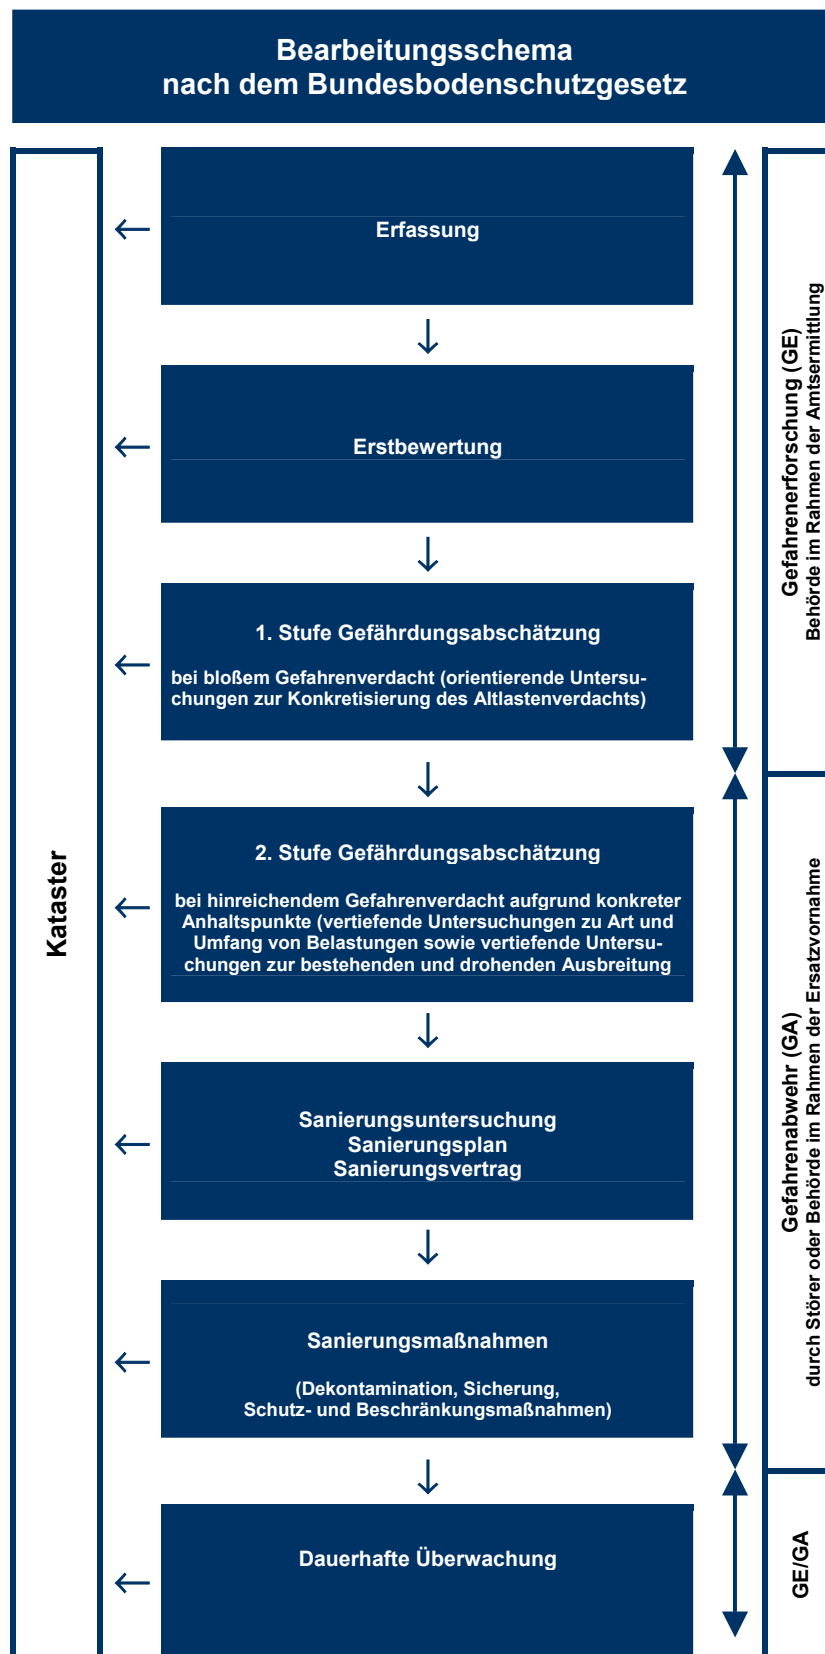 Bearbeitungsschema
nach dem Bundesbodenschutzgesetz
Kataster
Erfassung
Erstbewertung
1. Stufe Gefährdungsabschätzung
bei bloßem Gefahrenverdacht (orientierende Untersu-
chungen zur Konkretisierung des Altlastenverdachts)
2. Stufe Gefährdungsabschätzung
bei hinreichendem Gefahrenverdacht aufgrund konkreter
Anhaltspunkte (vertiefende Untersuchungen zu Art und
Umfang von Belastungen sowie vertiefende Untersu-
chungen zur bestehenden und drohenden Ausbreitung
Sanierungsuntersuchung
Sanierungsplan
Sanierungsvertrag
Sanierungsmaßnahmen
(Dekontamination, Sicherung,
Schutz- und Beschränkungsmaßnahmen)
Dauerhafte Überwachung
Gefahrenerforschung (GE)
Behörde im Rahmen der Amtsermittlung
Gefahrenabwehr (GA)
durch Störer oder Behörde im Rahmen der Ersatzvornahme
GE/GA